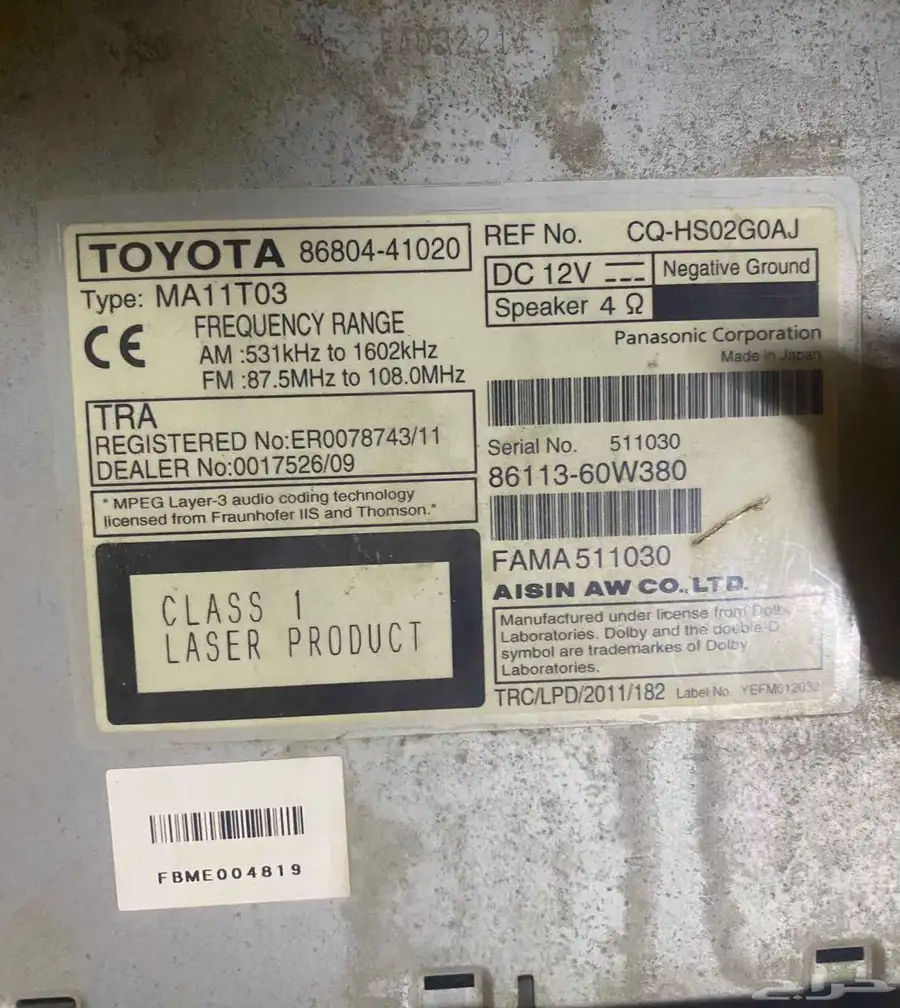 TOYOTA 86804-41020
Type: MA11T03
CE
FREQUENCY RANGE
AM :531kHz to 1602kHz
FM :87.5MHz to 108.0MHz
TRA
REGISTERED No:ER0078743/11
DEALER No:0017526/09
"MPEG Layer-3 audio coding technology
licensed from Fraunhofer IIS and Thomson."
CLASS 1
LASER PRODUCT
REF No. CQ-HS02G0AJ
DC 12V Negative Ground
Speaker 4 Ω
Panasonic Corporation
Made in Japan
Serial No. 511030
86113-60W380
FAMA511030
AISIN AW CO.,LTD.
Manufactured under license from Dolby
Laboratories. Dolby and the double-D
symbol are trademarkes of Dolby
Laboratories.
TRC/LPD/2011/182 Label No. YEFM012032
FBME004819
حراج